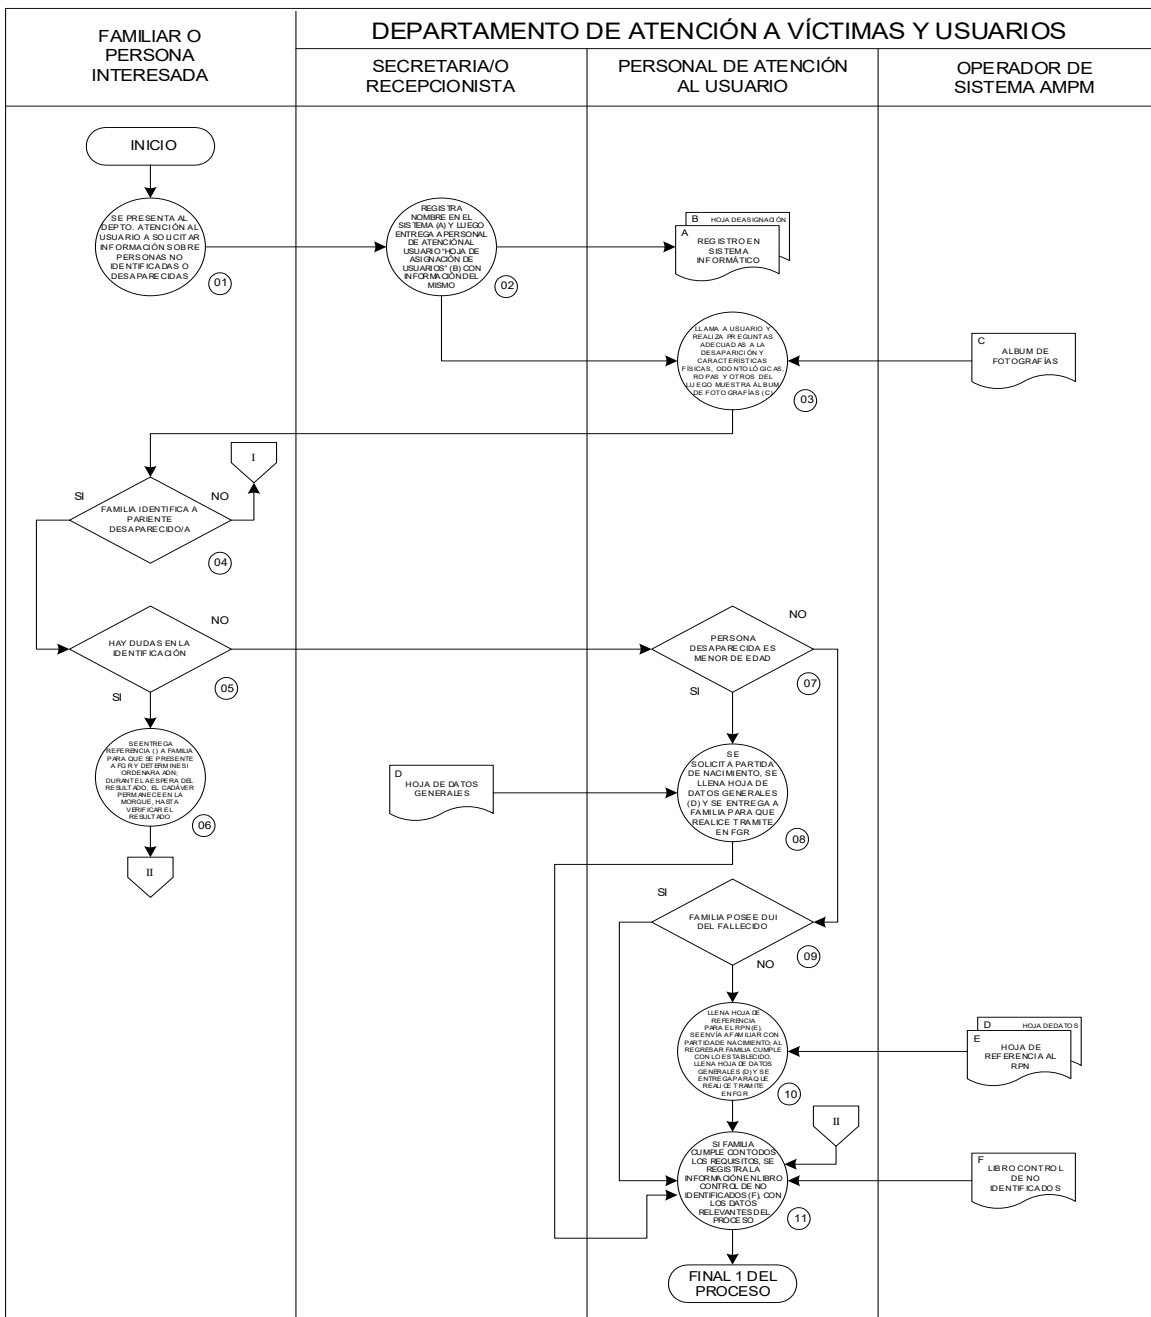 FAMILIAR O
PERSONA
INTERESADA
DEPARTAMENTO DE ATENCIÓN A VÍCTIMAS Y USUARIOS
SECRETARIA/O
RECEPCIONISTA
PERSONAL DE ATENCIÓN
AL USUARIO
OPERADOR DE
SISTEMA AMPM
INICIO
SE PRESENTA AL
DEPTO. ATENCIÓN AL
USUARIO A SOLICITAR
INFORMACIÓN SOBRE
PERSONAS NO
IDENTIFICADAS O
DESAPARECIDAS
01
REGISTRA
NOMBRE EN EL
SISTEMA (A) Y LUEGO
ENTREGA A PERSONAL
DE ATENCIÓN AL
USUARIO "HOJA DE
ASIGNACIÓN DE
USUARIOS" (B) CON
INFORMACIÓN DEL
MISMO
02
B HOJA DE ASIGNACIÓN
A
REGISTRO EN
SISTEMA
INFORMÁTICO
LLAMA A USUARIO Y
REALIZA PREGUNTAS
ADECUADAS A LA
DESAPARICIÓN Y
CARACTERÍSTICAS
FÍSICAS, ODONTOLÓGICAS,
ROPAS Y OTROS DEL
LUEGO MUESTRA ÁLBUM
DE FOTOGRAFÍAS (C)
03
C
ALBUM DE
FOTOGRAFÍAS
I
SI
NO
FAMILIA IDENTIFICA A
PARIENTE
DESAPARECIDO/A
04
NO
HAY DUDAS EN LA
IDENTIFICACIÓN
SI
05
NO
PERSONA
DESAPARECIDA ES
MENOR DE EDAD
SI
07
SE ENTREGA
REFERENCIA () A FAMILIA
PARA QUE SE PRESENTE
A FGR Y DETERMINE SI
ORDENARA ADN;
DURANTE LA ESPERA DEL
RESULTADO, EL CADÁVER
PERMANECE EN LA
MORGUE, HASTA
VERIFICAR EL
RESULTADO
06
II
D
HOJA DE DATOS
GENERALES
SE
SOLICITA PARTIDA
DE NACIMIENTO, SE
LLENA HOJA DE
DATOS GENERALES
(D) Y SE ENTREGA A
FAMILIA PARA QUE
REALICE TRAMITE
EN FGR
08
SI
FAMILIA POSEE DUI
DEL FALLECIDO
NO
09
LLENA HOJA DE
REFERENCIA
PARA EL RPN (E),
SE ENVÍA A FAMILIAR CON
PARTIDA DE NACIMIENTO; AL
REGRESAR FAMILIA CUMPLE
CON LO ESTABLECIDO,
LLENA HOJA DE DATOS
GENERALES (D) Y SE
ENTREGA PARA QUE
REALICE TRAMITE
EN FGR
10
D HOJA DE DATOS
E
HOJA DE
REFERENCIA AL
RPN
II
SI FAMILIA
CUMPLE CON TODOS
LOS REQUISITOS, SE
REGISTRA LA
INFORMACIÓN EN LIBRO
CONTROL DE NO
IDENTIFICADOS (F), CON
LOS DATOS
RELEVANTES DEL
PROCESO
11
F
LIBRO CONTROL
DE NO
IDENTIFICADOS
FINAL 1 DEL
PROCESO